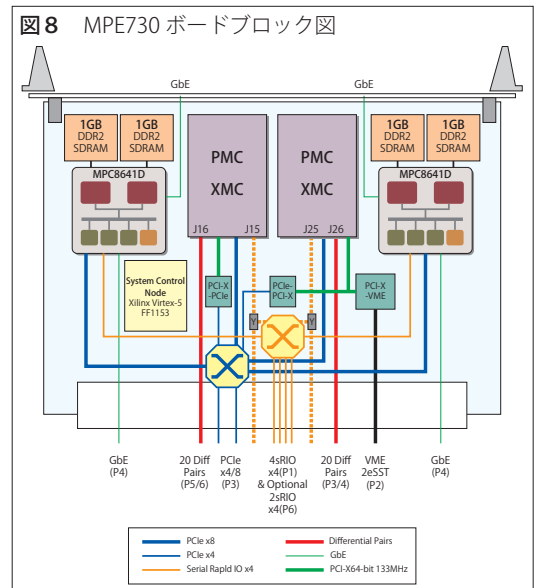 図8 MPE730 ボードブロック図
GbE
GbE
1GB
DDR2
SDRAM
1GB
DDR2
SDRAM
PMC
XMC
PMC
XMC
1GB
DDR2
SDRAM
1GB
DDR2
SDRAM
MPC8641D
MPC8641D
J16
J15
J25
J26
System Control
Node
Xilinx Virtex-5
FF1153
PCI-X
-PCIe
PCIe-
PCI-X
PCI-X
-VME
Y
Y
GbE
(P4)
20 Diff
Pairs
(P5/6)
PCIe
x4/8
(P3)
4sRIO
x4(P1)
& Optional
2sRIO
x4(P6)
20 Diff
Pairs
(P3/4)
VME
2eSST
(P2)
GbE
(P4)
PCIe x8
PCIe x4
Serial RapId IO x4
Differential Pairs
GbE
PCI-X64-bit 133MHz